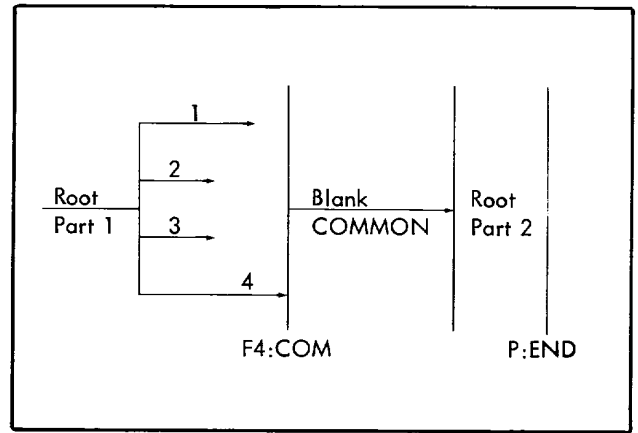 1
2
Root
Part 1
3
4
Blank
COMMON
Root
Part 2
F4:COM
P:END